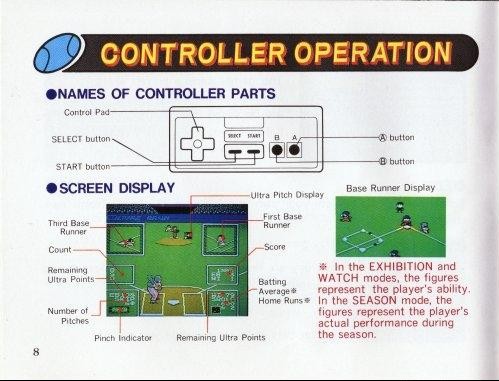 CONTROLLER OPERATION
●NAMES OF CONTROLLER PARTS
Control Pad
SELECT button
START button
SELECT START
B A
Ⓐ button
Ⓑ button
●SCREEN DISPLAY
Ultra Pitch Display
Base Runner Display
Third Base
Runner
First Base
Runner
Count
Score
Remaining
Ultra Points
Batting
Average※
Home Runs※
Number of
Pitches
Pinch Indicator
Remaining Ultra Points
※ In the EXHIBITION and
WATCH modes, the figures
represent the player's ability.
In the SEASON mode, the
figures represent the player's
actual performance during
the season.
8